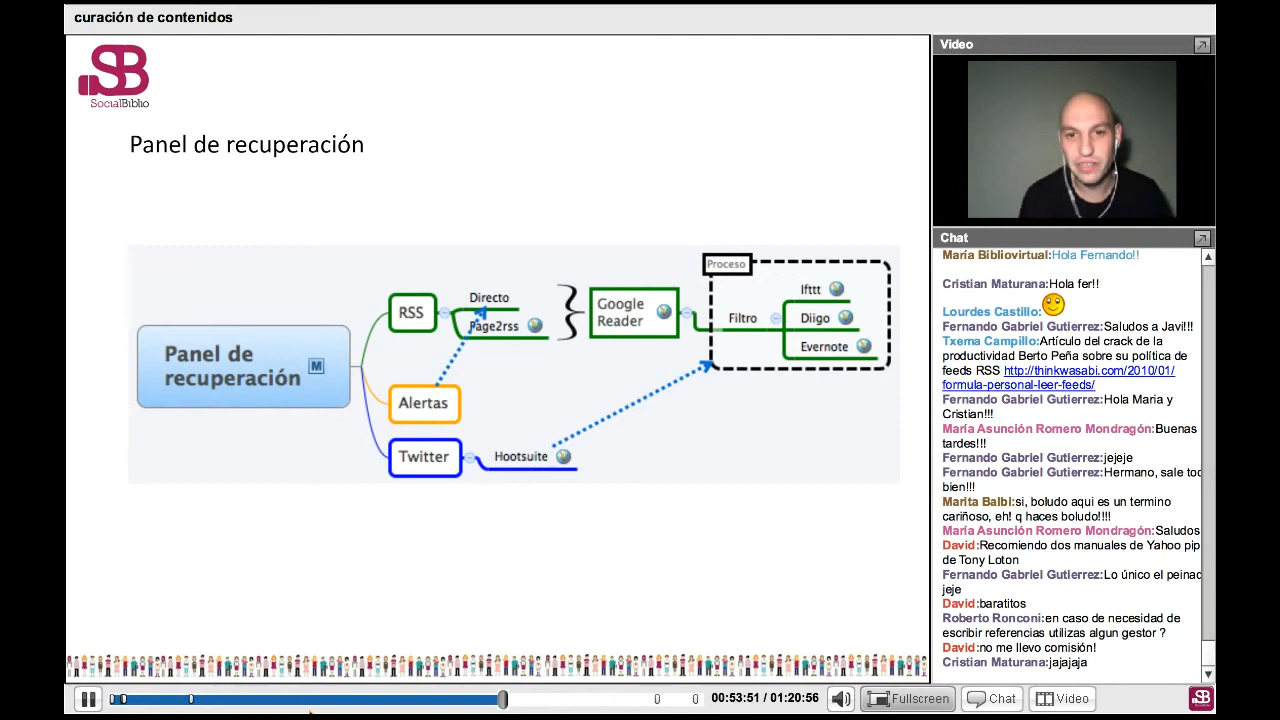 curación de contenidos
SB
SocialBiblio
Panel de recuperación
Panel de
recuperación
M
RSS
Directo
Page2rss
Google
Reader
Proceso
Filtro
Ifttt
Diigo
Evernote
Alertas
Twitter
Hootsuite
Video
Chat
María Bibliovirtual:Hola Fernando!!
Cristian Maturana:Hola fer!!
Lourdes Castillo:
Fernando Gabriel Gutierrez:Saludos a Javi!!!
Txema Campillo:Artículo del crack de la
productividad Berto Peña sobre su política de
feeds RSS http://thinkwasabi.com/2010/01/
formula-personal-leer-feeds/
Fernando Gabriel Gutierrez:Hola Maria y
Cristian!!!
María Asunción Romero Mondragón:Buenas
tardes!!!
Fernando Gabriel Gutierrez:jejeje
Fernando Gabriel Gutierrez:Hermano, sale tod
bien!!!
Marita Balbi:si, boludo aqui es un termino
cariñoso, eh! q haces boludo!!!!
María Asunción Romero Mondragón:Saludos
David:Recomiendo dos manuales de Yahoo pip
de Tony Loton
Fernando Gabriel Gutierrez:Lo único el peinad
jeje
David:baratitos
Roberto Ronconi:en caso de necesidad de
escribir referencias utilizas algun gestor ?
David:no me llevo comisión!
Cristian Maturana:jajajaja
00:53:51 / 01:20:56
Fullscreen
Chat
Video
SB